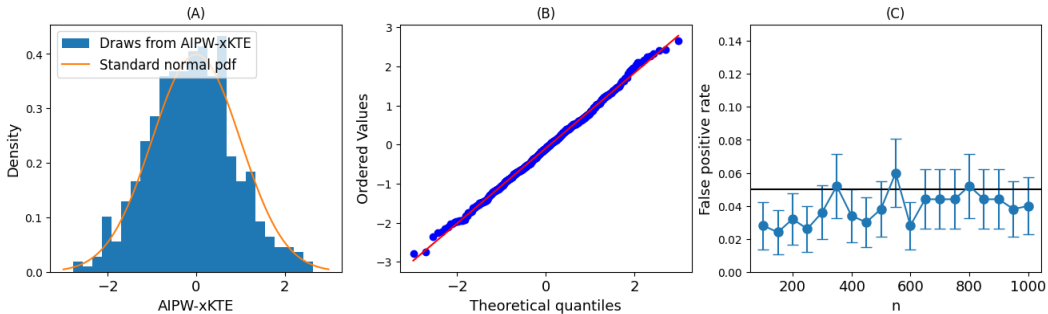 (A)
Draws from AIPW-xKTE
Standard normal pdf
Density
0.0
0.1
0.2
0.3
0.4
−2
0
2
AIPW-xKTE
(B)
Ordered Values
3
2
1
0
−1
−2
−3
−2
0
2
Theoretical quantiles
(C)
False positive rate
0.14
0.12
0.10
0.08
0.06
0.04
0.02
0.00
200
400
600
800
1000
n